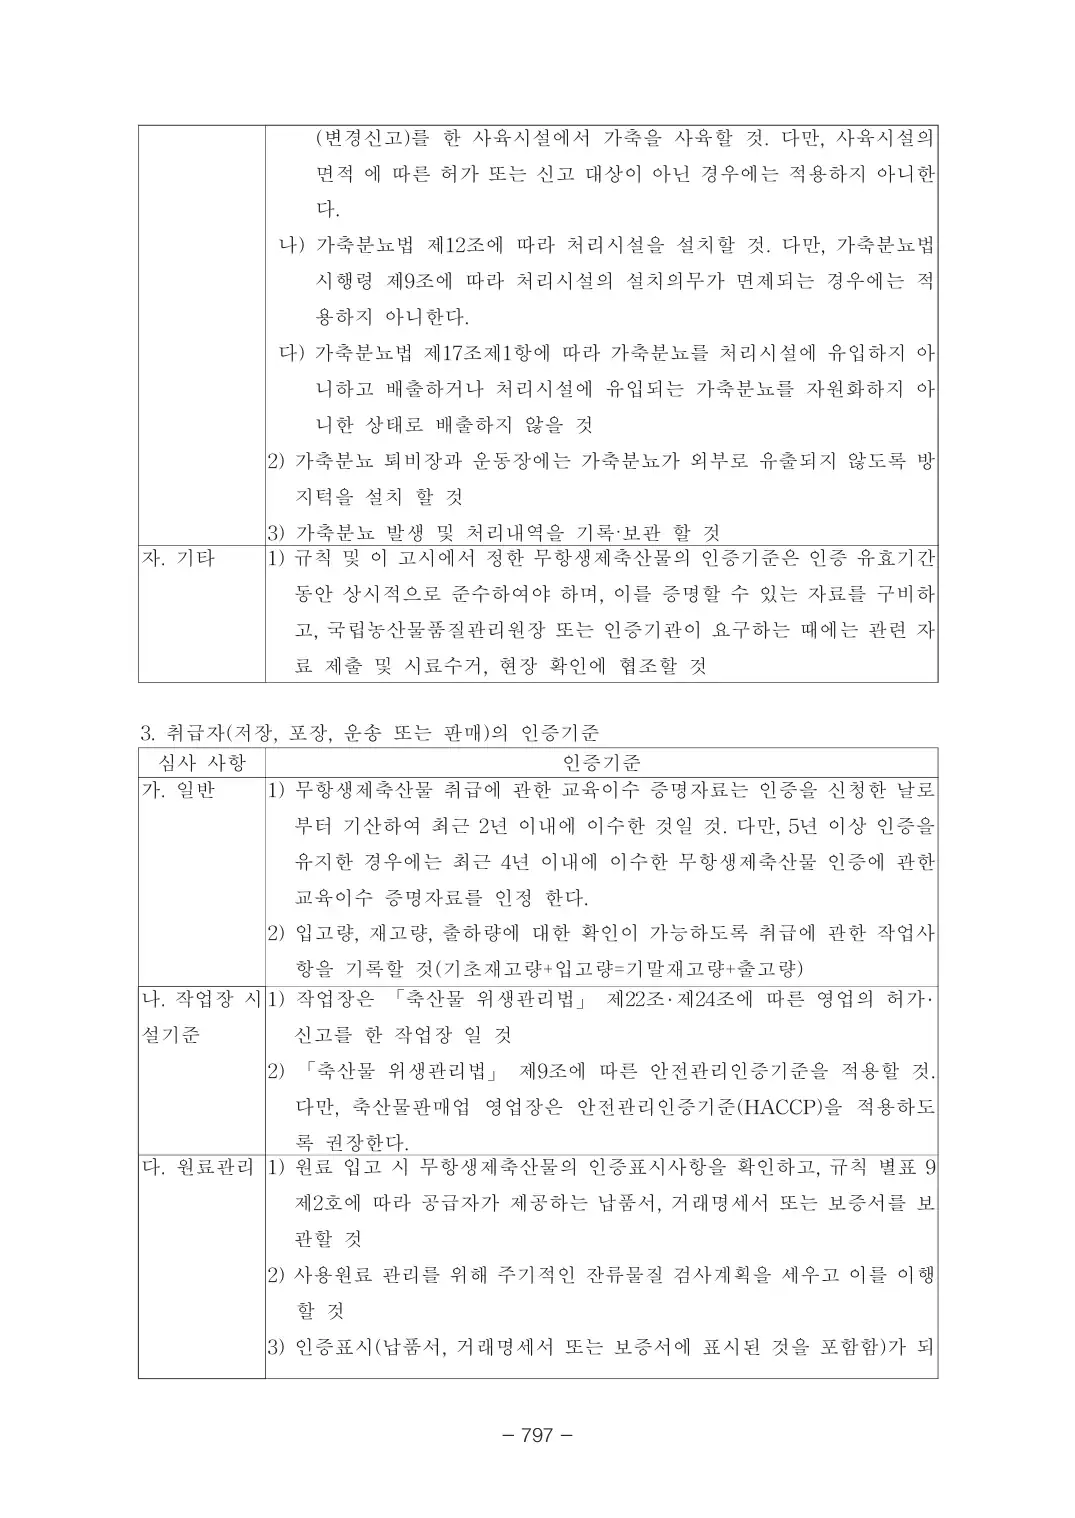 (변경신고)를 한 사육시설에서 가축을 사육할 것. 다만, 사육시설의
면적 에 따른 허가 또는 신고 대상이 아닌 경우에는 적용하지 아니한
다.
나) 가축분뇨법 제12조에 따라 처리시설을 설치할 것. 다만, 가축분뇨법
시행령 제9조에 따라 처리시설의 설치의무가 면제되는 경우에는 적
용하지 아니한다.
다) 가축분뇨법 제17조제1항에 따라 가축분뇨를 처리시설에 유입하지 아
니하고 배출하거나 처리시설에 유입되는 가축분뇨를 자원화하지 아
니한 상태로 배출하지 않을 것
2) 가축분뇨 퇴비장과 운동장에는 가축분뇨가 외부로 유출되지 않도록 방
지턱을 설치 할 것
3) 가축분뇨 발생 및 처리내역을 기록·보관 할 것
자. 기타 1) 규칙 및 이 고시에서 정한 무항생제축산물의 인증기준은 인증 유효기간
동안 상시적으로 준수하여야 하며, 이를 증명할 수 있는 자료를 구비하
고, 국립농산물품질관리원장 또는 인증기관이 요구하는 때에는 관련 자
료 제출 및 시료수거, 현장 확인에 협조할 것
3. 취급자(저장, 포장, 운송 또는 판매)의 인증기준
심사 사항 인증기준
가. 일반 1) 무항생제축산물 취급에 관한 교육이수 증명자료는 인증을 신청한 날로
부터 기산하여 최근 2년 이내에 이수한 것일 것. 다만, 5년 이상 인증을
유지한 경우에는 최근 4년 이내에 이수한 무항생제축산물 인증에 관한
교육이수 증명자료를 인정 한다.
2) 입고량, 재고량, 출하량에 대한 확인이 가능하도록 취급에 관한 작업사
항을 기록할 것(기초재고량+입고량=기말재고량+출고량)
나. 작업장 시 1) 작업장은 「축산물 위생관리법」 제22조·제24조에 따른 영업의 허가·
설기준 신고를 한 작업장 일 것
2) 「축산물 위생관리법」 제9조에 따른 안전관리인증기준을 적용할 것.
다만, 축산물판매업 영업장은 안전관리인증기준(HACCP)을 적용하도
록 권장한다.
다. 원료관리 1) 원료 입고 시 무항생제축산물의 인증표시사항을 확인하고, 규칙 별표 9
제2호에 따라 공급자가 제공하는 납품서, 거래명세서 또는 보증서를 보
관할 것
2) 사용원료 관리를 위해 주기적인 잔류물질 검사계획을 세우고 이를 이행
할 것
3) 인증표시(납품서, 거래명세서 또는 보증서에 표시된 것을 포함함)가 되
- 797 -